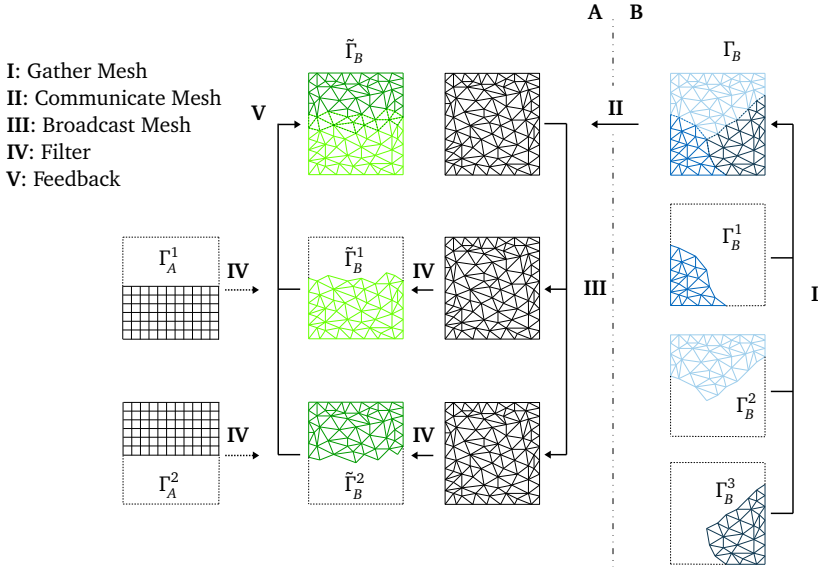 A B
Γ̃_B
Γ_B
I: Gather Mesh
II: Communicate Mesh
III: Broadcast Mesh
IV: Filter
V: Feedback
V
II
Γ_A^1
IV
Γ̃_B^1
IV
III
Γ_B^1
I
Γ_B^2
IV
IV
Γ_A^2
Γ̃_B^2
Γ_B^3